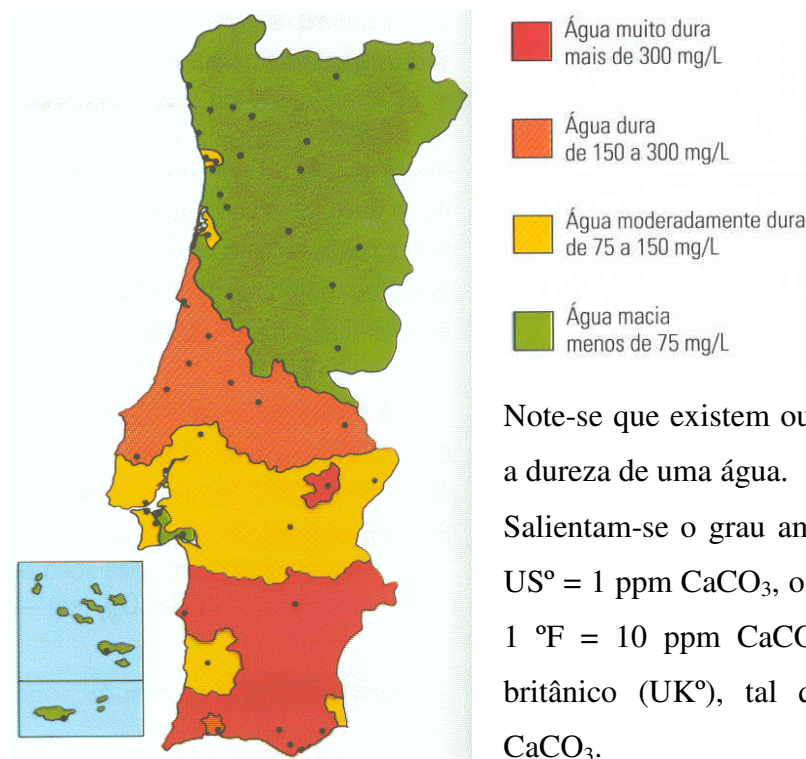 Água muito dura
mais de 300 mg/L
Água dura
de 150 a 300 mg/L
Água moderadamente dura
de 75 a 150 mg/L
Água macia
menos de 75 mg/L
Note-se que existem ou
a dureza de uma água.
Salientam-se o grau am
USº = 1 ppm CaCO₃, o
1 ºF = 10 ppm CaCO
britânico (UKº), tal
CaCO₃.